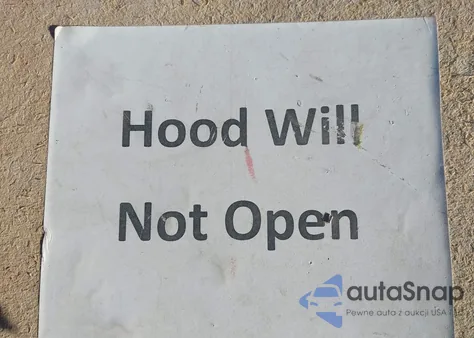 Hood Will
Not Open
autaSnap
Pewne auta z aukcji USA